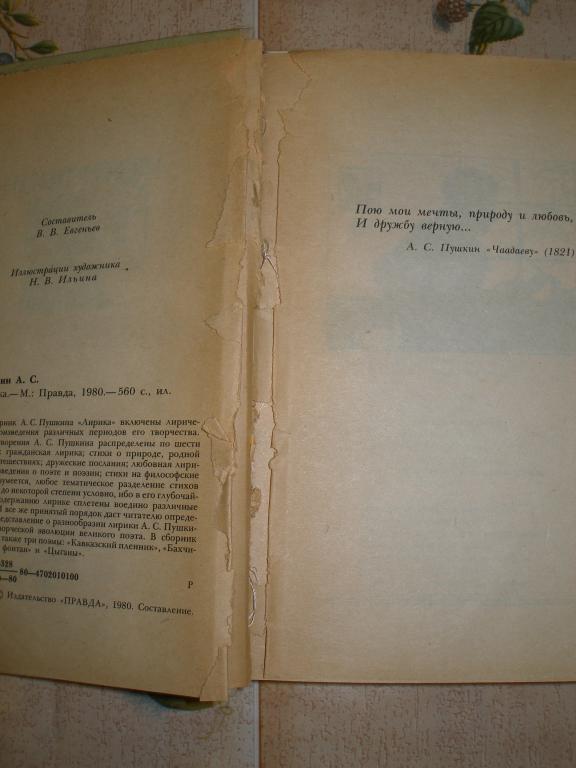 Составитель
В. В. Евгеньев
Иллюстрации художника
Н. В. Ильина
ин А. С.
ка.—М.: Правда, 1980.—560 с., ил.
рник А. С. Пушкина «Лирика» включены лириче-
оизведения различных периодов его творчества.
творения А. С. Пушкина распределены по шести
: гражданская лирика; стихи о природе, родной
тешествиях; дружеские послания; любовная лири-
зведения о поэте и поэзии; стихи на философские
зумеется, любое тематическое разделение стихов
до некоторой степени условно, ибо в его глубочай-
одержанию лирике сплетены воедино различные
И все же принятый порядок даст читателю опреде-
редставление о разнообразии лирики А. С. Пушки-
орческой эволюции великого поэта. В сборник
также три поэмы: «Кавказский пленник», «Бахчи-
фонтан» и «Цыганы».
-328
—80 80—4702010100
Р
© Издательство «ПРАВДА», 1980. Составление.
Пою мои мечты, природу и любовь,
И дружбу верную...
А. С. Пушкин «Чаадаеву» (1821)